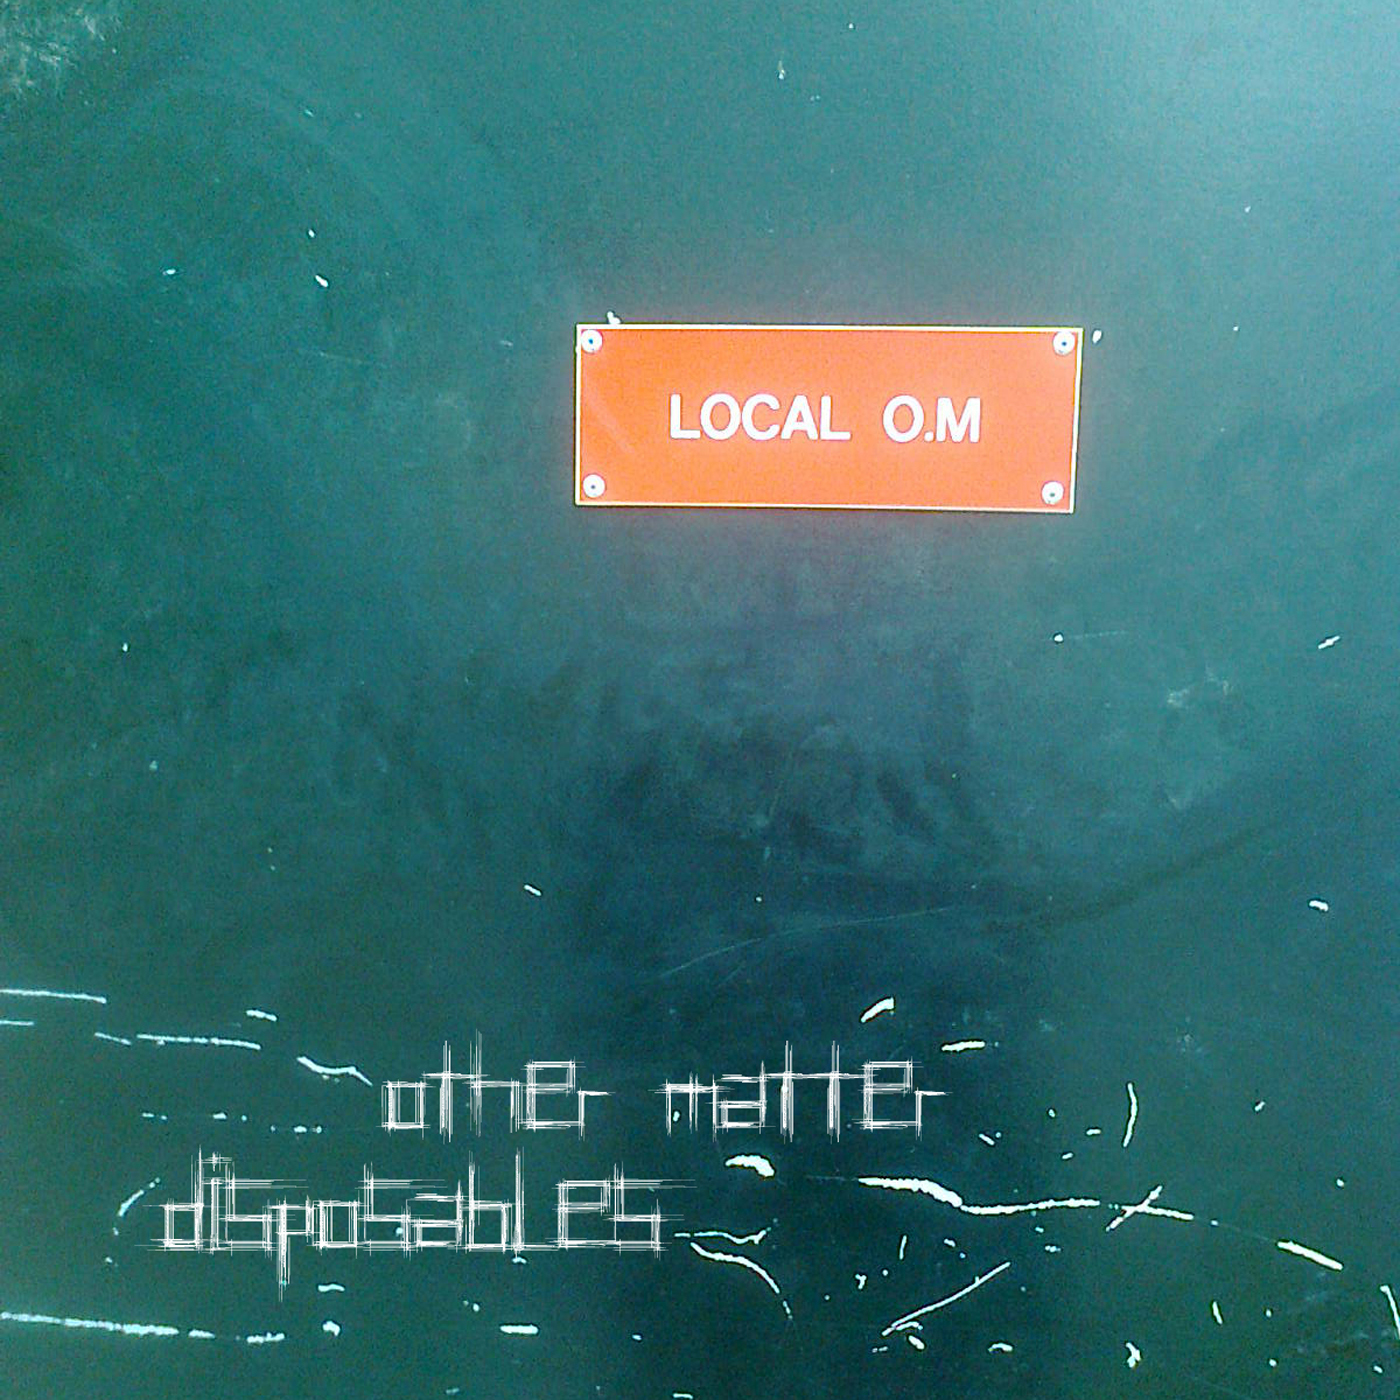 LOCAL O.M
other matter
disposables